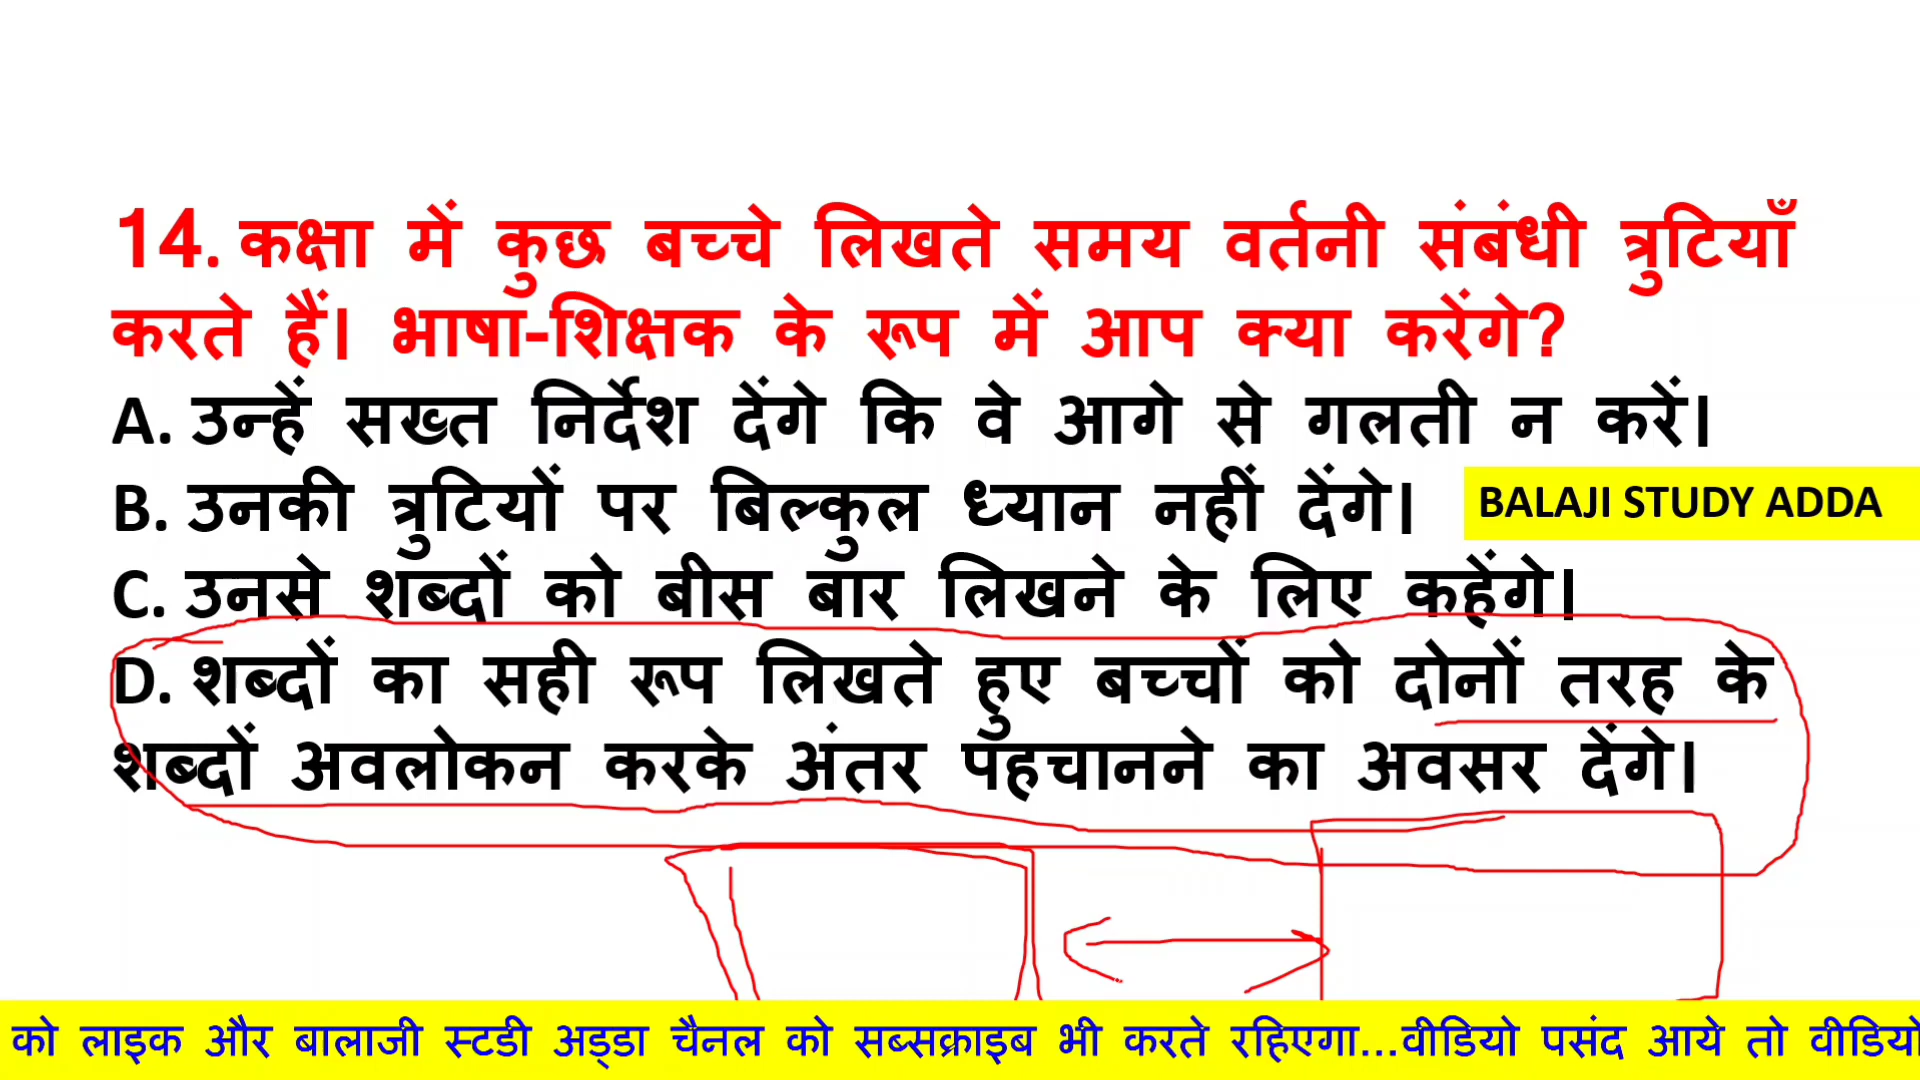 14. कक्षा में कुछ बच्चे लिखते समय वर्तनी संबंधी त्रुटियाँ
करते हैं। भाषा-शिक्षक के रूप में आप क्या करेंगे?
A. उन्हें सख्त निर्देश देंगे कि वे आगे से गलती न करें।
B. उनकी त्रुटियों पर बिल्कुल ध्यान नहीं देंगे।
BALAJI STUDY ADDA
C. उनसे शब्दों को बीस बार लिखने के लिए कहेंगे।
D. शब्दों का सही रूप लिखते हुए बच्चों को दोनों तरह के
शब्दों अवलोकन करके अंतर पहचानने का अवसर देंगे।
को लाइक और बालाजी स्टडी अड्डा चैनल को सब्सक्राइब भी करते रहिएगा...वीडियो पसंद आये तो वीडियो